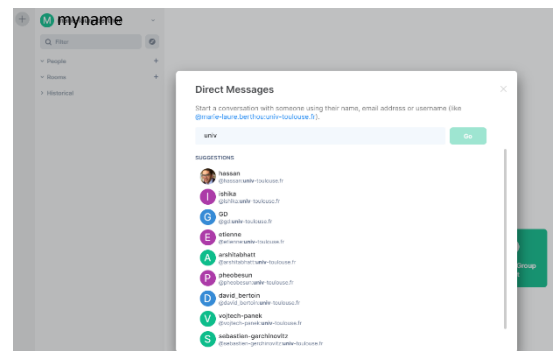 M myname
Filter
People +
Rooms +
Historical
Direct Messages
Start a conversation with someone using their name, email address or username (like
@marie-laure.berthos:univ-toulouse.fr).
univ
Go
SUGGESTIONS
hassan
@hassan:univ-toulouse.fr
I ishika
@ishika:univ-toulouse.fr
G GD
@gd:univ-toulouse.fr
E etienne
@etienne:univ-toulouse.fr
A arshitabhatt
@arshitabhatt:univ-toulouse.fr
P pheobesun
@pheobesun:univ-toulouse.fr
D david_bertoin
@david_bertoin:univ-toulouse.fr
V vojtech-panek
@vojtech-panek:univ-toulouse.fr
S sebastien-gerchinovitz
@sebastien-gerchinovitz:univ-toulouse.fr
Group